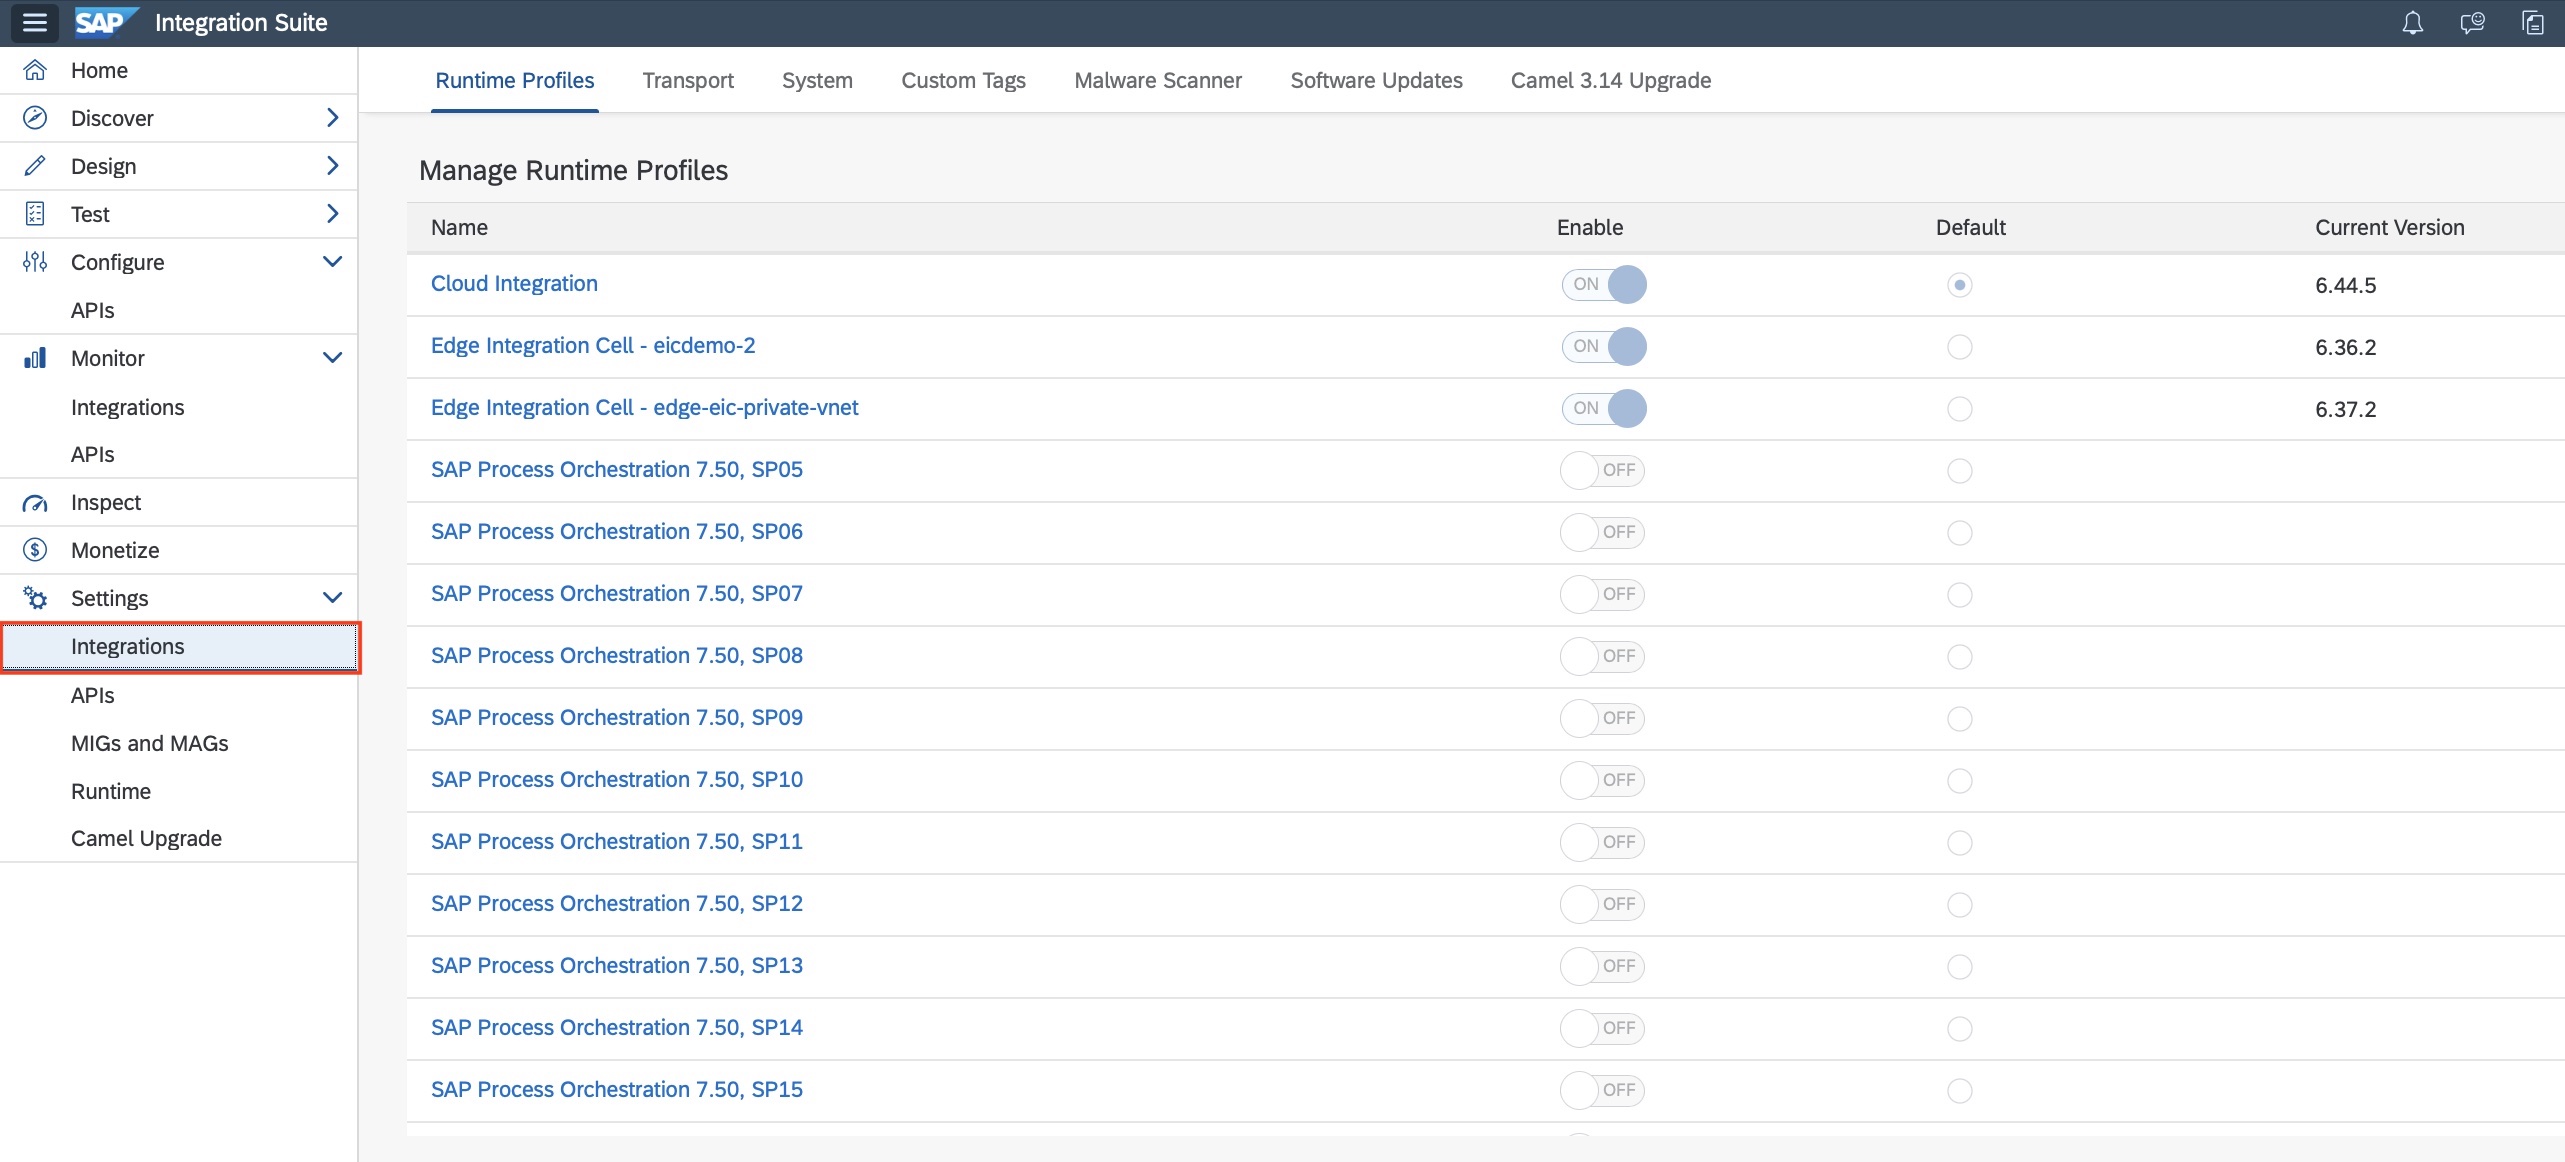 SAP Integration Suite
Home
Discover
Design
Test
Configure
APIs
Monitor
Integrations
APIs
Inspect
Monetize
Settings
Integrations
APIs
MIGs and MAGs
Runtime
Camel Upgrade
Runtime Profiles Transport System Custom Tags Malware Scanner Software Updates Camel 3.14 Upgrade
Manage Runtime Profiles
Name Enable Default Current Version
Cloud Integration ON 6.44.5
Edge Integration Cell - eicdemo-2 ON 6.36.2
Edge Integration Cell - edge-eic-private-vnet ON 6.37.2
SAP Process Orchestration 7.50, SP05 OFF
SAP Process Orchestration 7.50, SP06 OFF
SAP Process Orchestration 7.50, SP07 OFF
SAP Process Orchestration 7.50, SP08 OFF
SAP Process Orchestration 7.50, SP09 OFF
SAP Process Orchestration 7.50, SP10 OFF
SAP Process Orchestration 7.50, SP11 OFF
SAP Process Orchestration 7.50, SP12 OFF
SAP Process Orchestration 7.50, SP13 OFF
SAP Process Orchestration 7.50, SP14 OFF
SAP Process Orchestration 7.50, SP15 OFF